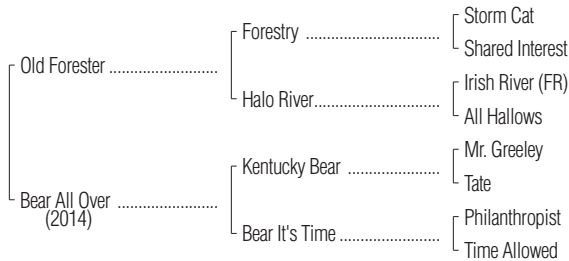 Storm Cat
Forestry ..................................
Shared Interest
Old Forester ...........................
Irish River (FR)
Halo River................................
All Hallows
Mr. Greeley
Kentucky Bear .......................
Tate
Bear All Over .........................
(2014)
Philanthropist
Bear It's Time .........................
Time Allowed